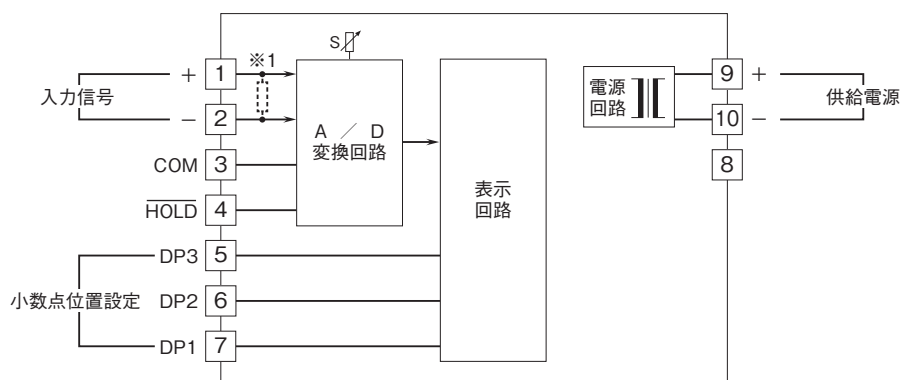 S
※1
+ 1
入力信号
− 2
COM 3
HOLD 4
DP3 5
小数点位置設定
DP2 6
DP1 7
A ／ D
変換回路
表示
回路
電源
回路
9 +
供給電源
10 −
8